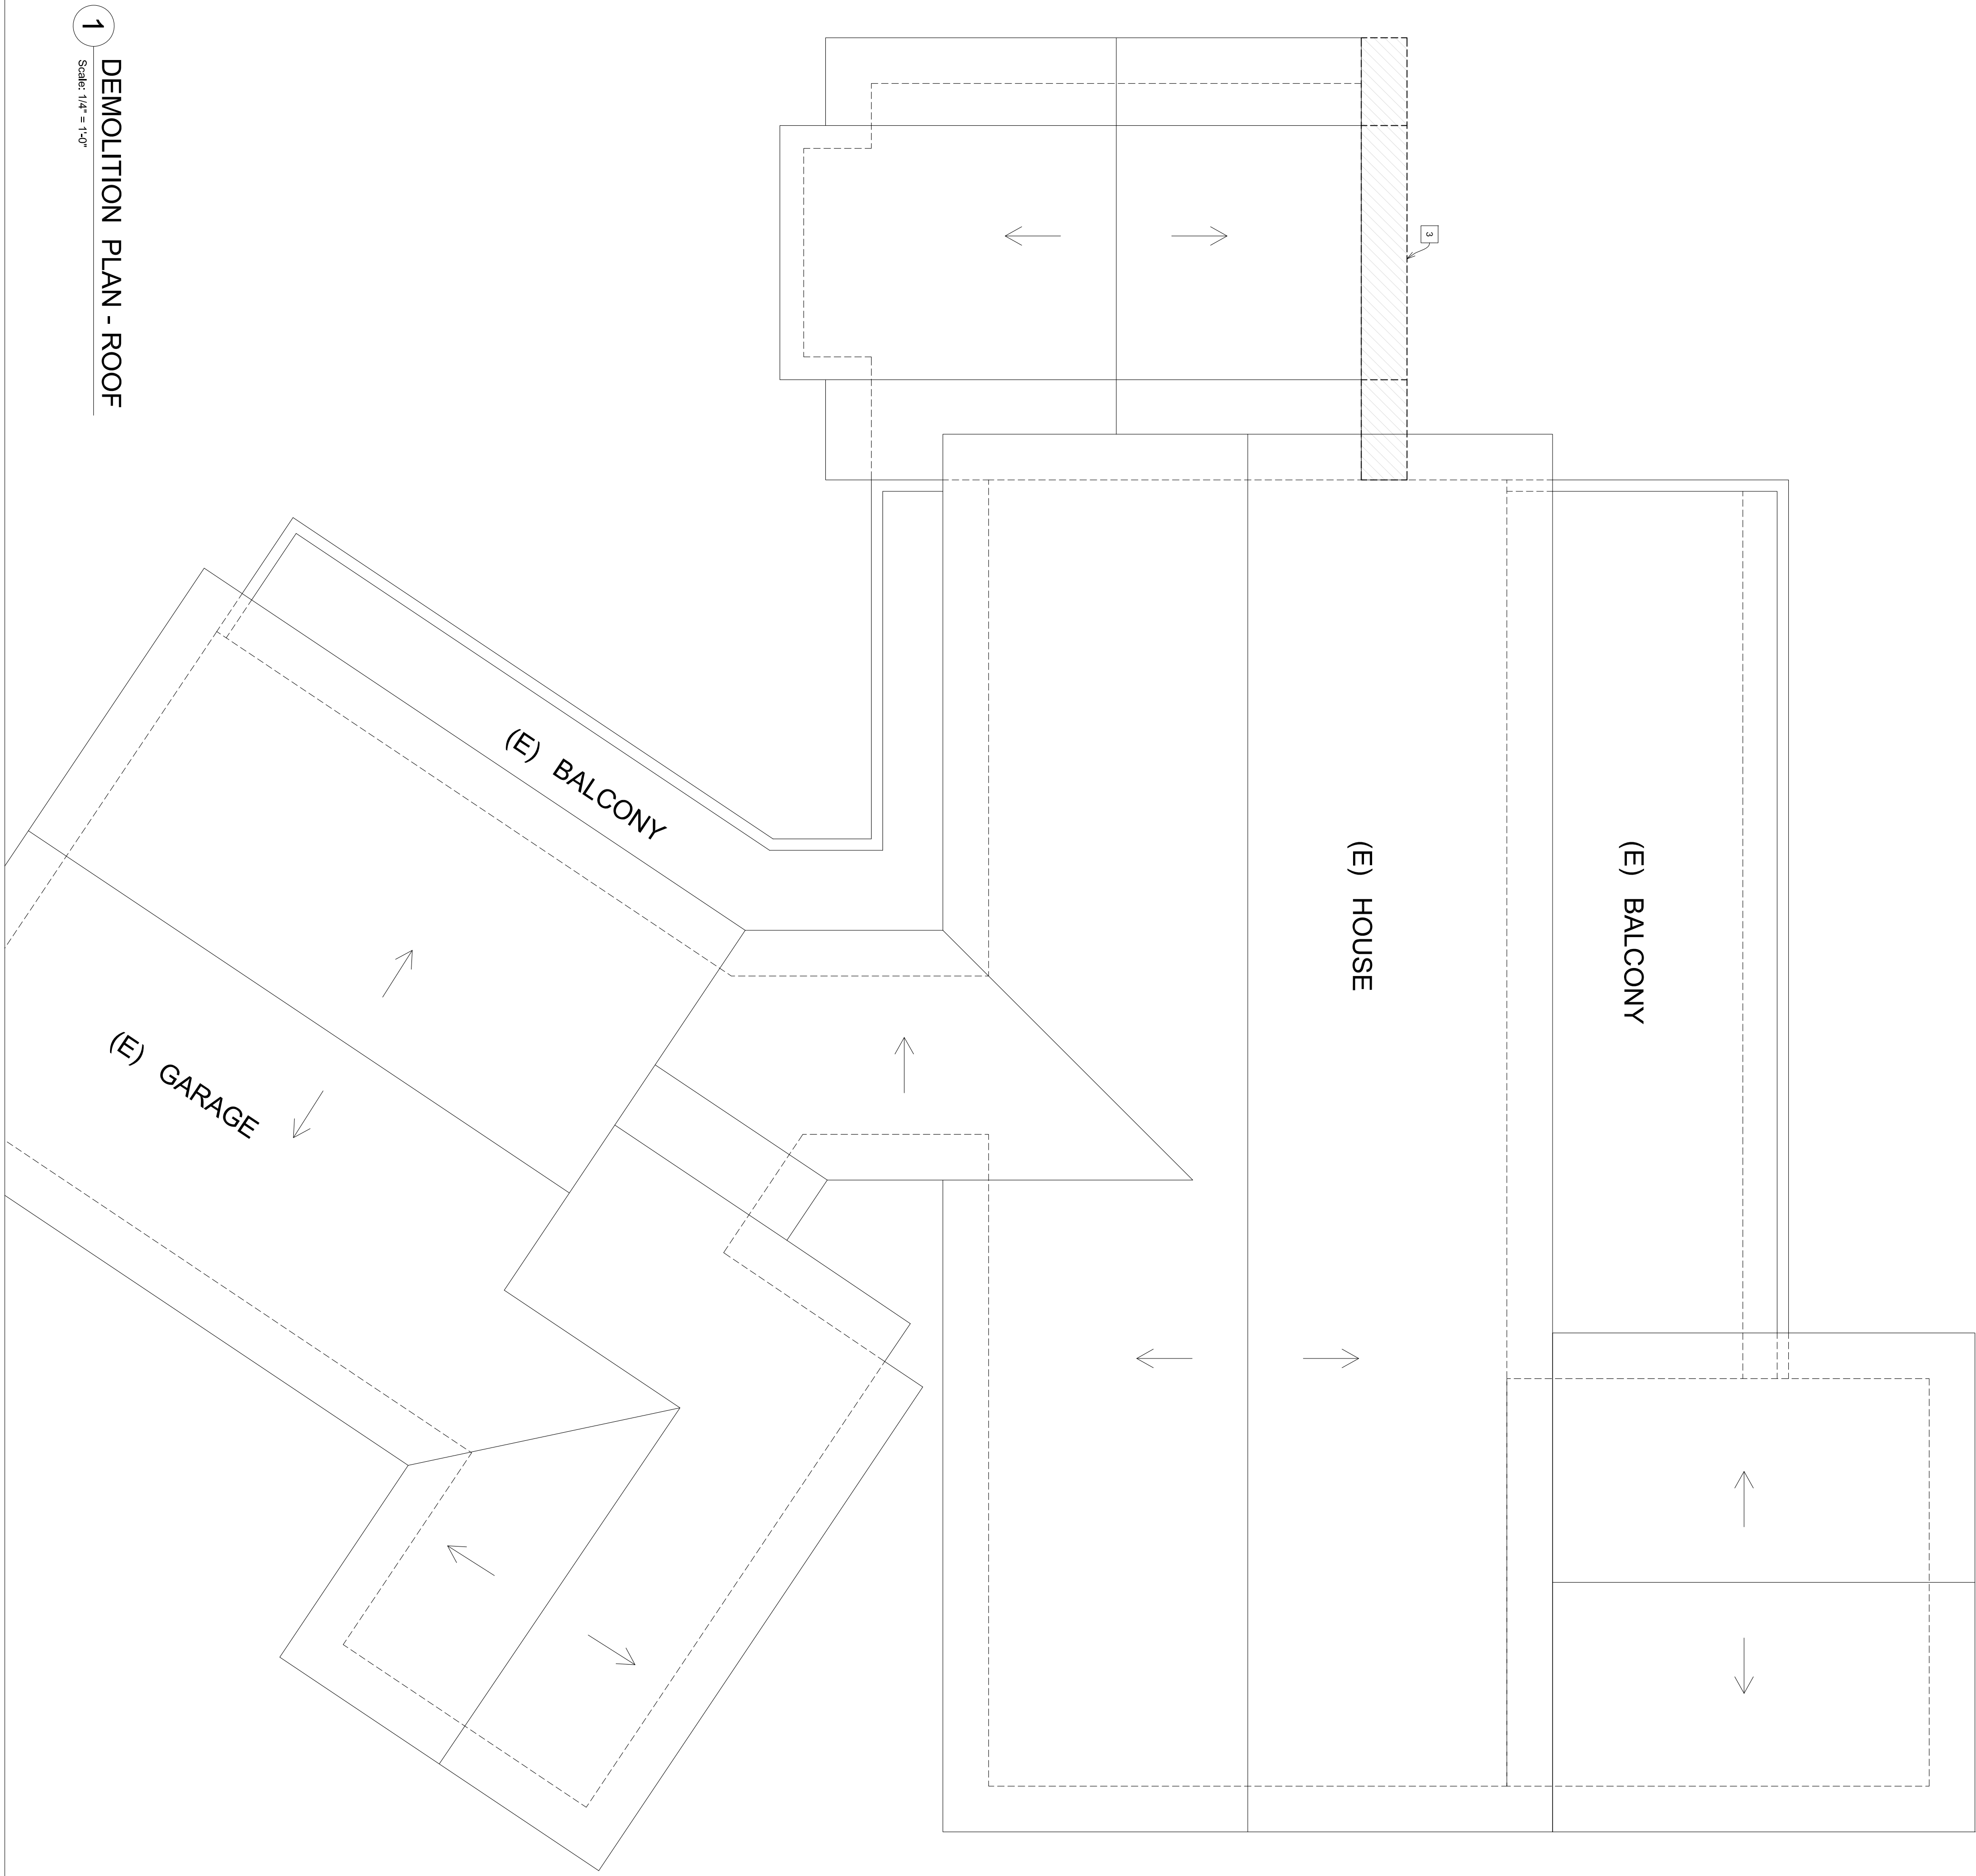 3
(E) BALCONY
(E) HOUSE
(E) BALCONY
(E) GARAGE
1
DEMOLITION PLAN - ROOF
Scale: 1/4" = 1'-0"